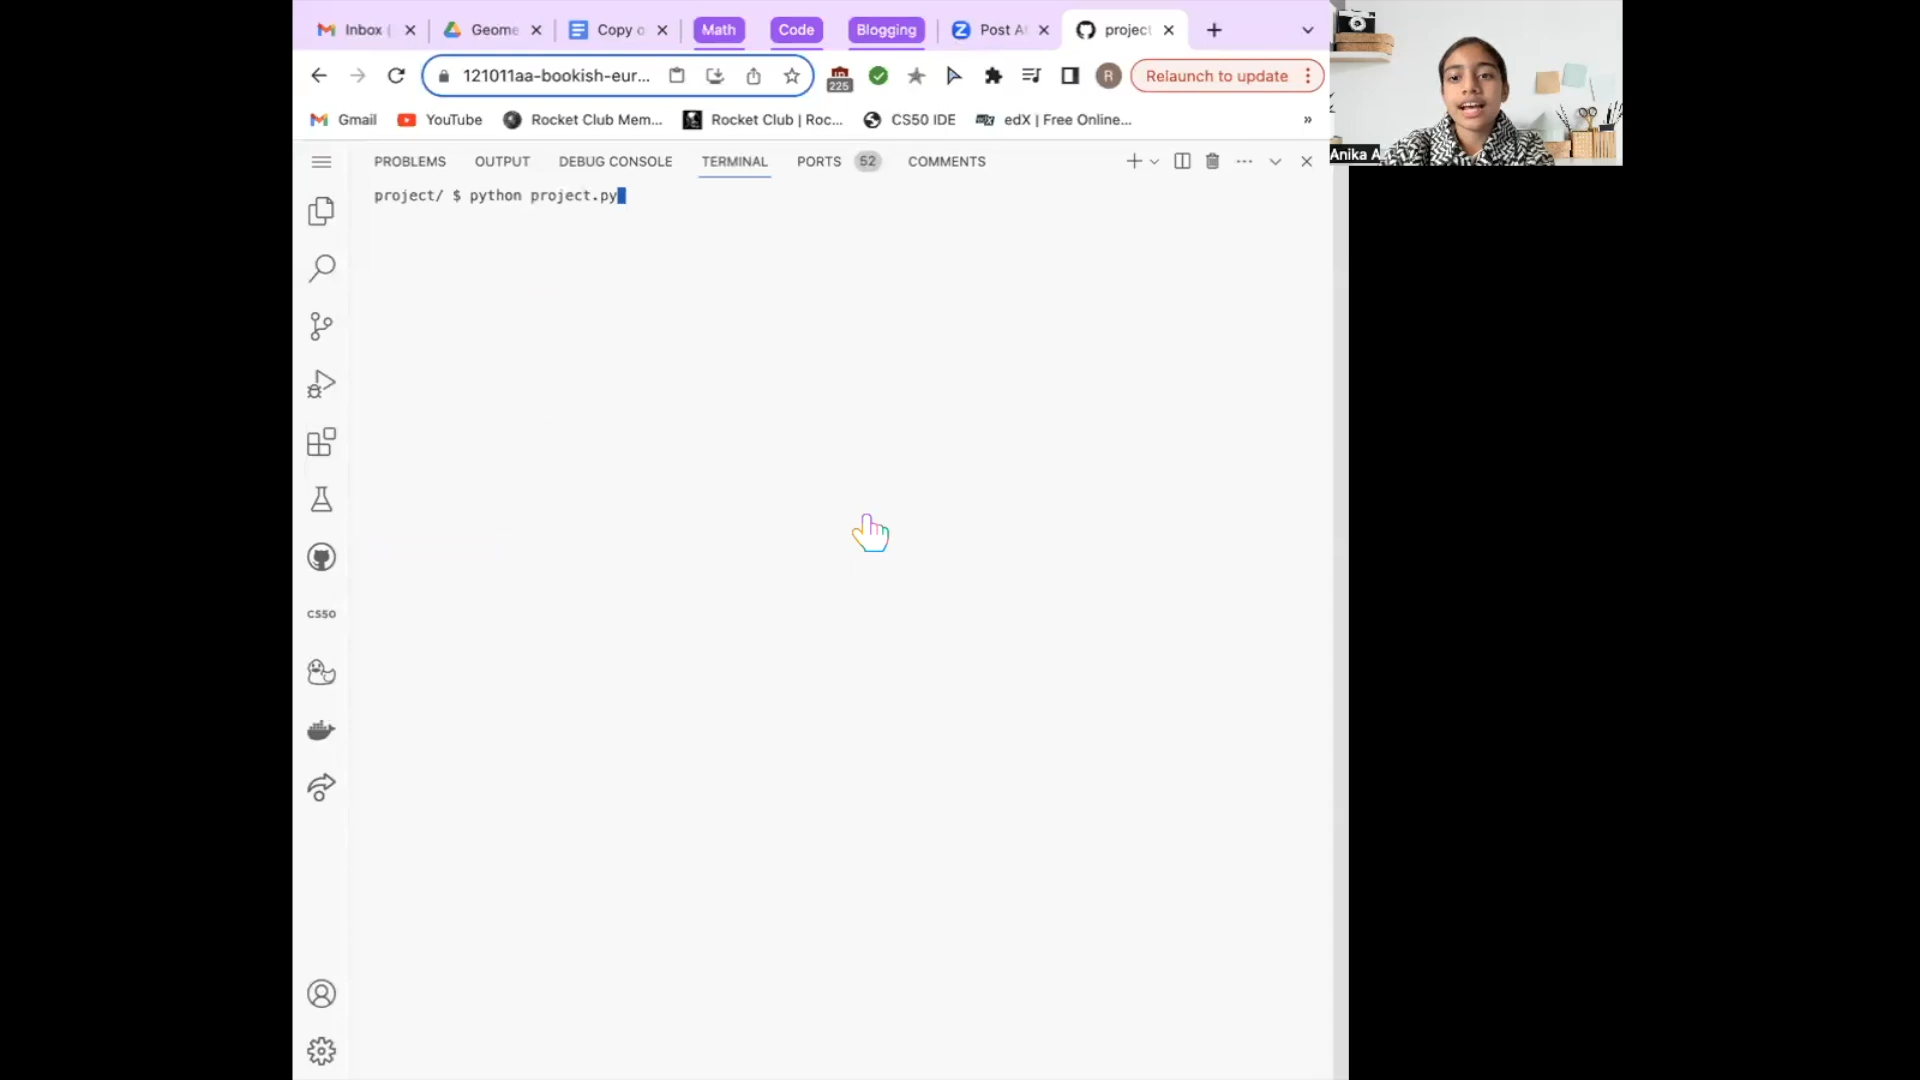 Inbox (
Geome
Copy o
Math
Code
Blogging
Post A
project
121011aa-bookish-eur...
225
R
Relaunch to update
Gmail
YouTube
Rocket Club Mem...
Rocket Club | Roc...
CS50 IDE
edX
edX | Free Online...
»
Anika A
PROBLEMS
OUTPUT
DEBUG CONSOLE
TERMINAL
PORTS
52
COMMENTS
project/ $ python project.py
CS50